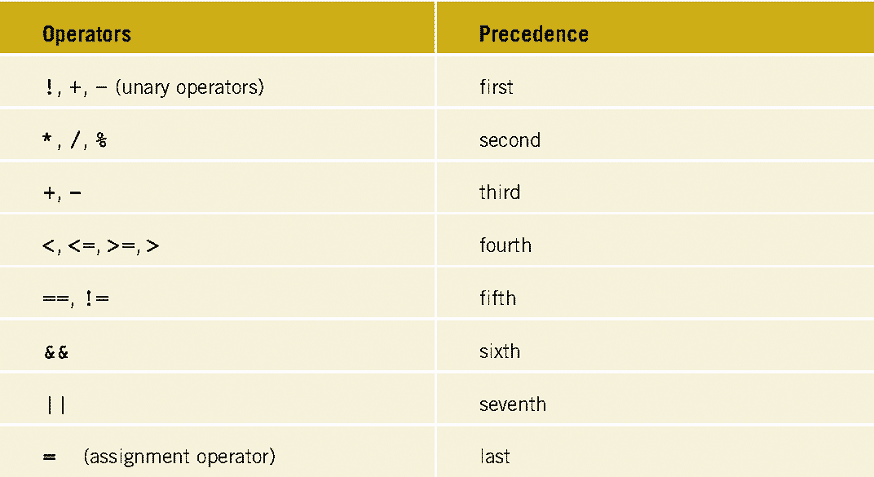 Operators Precedence
!, +, – (unary operators) first
*, /, % second
+, – third
<, <=, >=, > fourth
==, != fifth
&& sixth
|| seventh
= (assignment operator) last